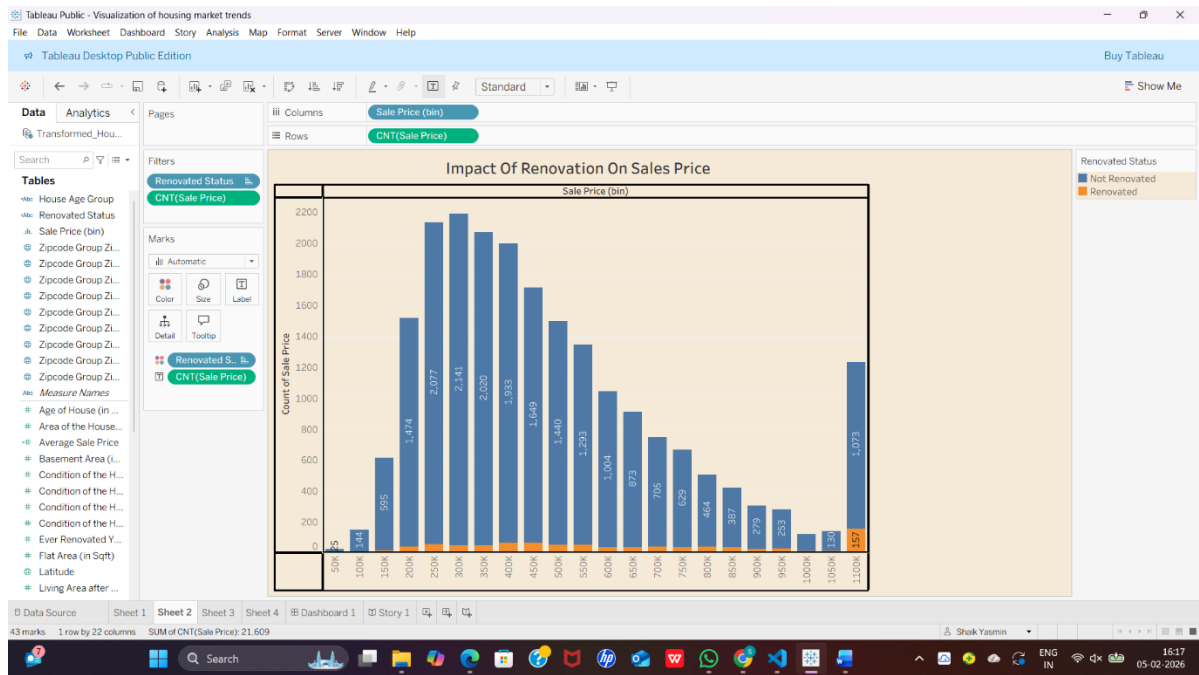 Tableau Public - Visualization of housing market trends
File Data Worksheet Dashboard Story Analysis Map Format Server Window Help
Tableau Desktop Public Edition
Buy Tableau
Standard
Show Me
Data Analytics
Transformed_Hou...
Search
Tables
House Age Group
Renovated Status
Sale Price (bin)
Zipcode Group Zi...
Zipcode Group Zi...
Zipcode Group Zi...
Zipcode Group Zi...
Zipcode Group Zi...
Zipcode Group Zi...
Zipcode Group Zi...
Zipcode Group Zi...
Zipcode Group Zi...
Abc Measure Names
# Age of House (in ...
# Area of the House...
Average Sale Price
# Basement Area (i...
# Condition of the H...
# Condition of the H...
# Condition of the H...
# Condition of the H...
# Ever Renovated Y...
# Flat Area (in Sqft)
Latitude
# Living Area after ...
Pages
Filters
Renovated Status
CNT(Sale Price)
Marks
Automatic
Color Size Label
Detail Tooltip
Renovated S..
CNT(Sale Price)
Columns
Sale Price (bin)
Rows
CNT(Sale Price)
Impact Of Renovation On Sales Price
Sale Price (bin)
Count of Sale Price
2200
2000
1800
1600
1400
1200
1000
800
600
400
200
0
25
144
595
1,474
2,077
2,141
2,020
1,933
1,649
1,440
1,293
1,004
873
705
629
464
387
279
253
130
1,073
157
50K
100K
150K
200K
250K
300K
350K
400K
450K
500K
550K
600K
650K
700K
750K
800K
850K
900K
950K
1000K
1050K
1100K
Renovated Status
Not Renovated
Renovated
Data Source Sheet 1 Sheet 2 Sheet 3 Sheet 4 Dashboard 1 Story 1
43 marks 1 row by 22 columns SUM of CNT(Sale Price): 21.609
Shaik Yasmin
7
Search
hp
W
6
ENG
IN
16:17
05-02-2026